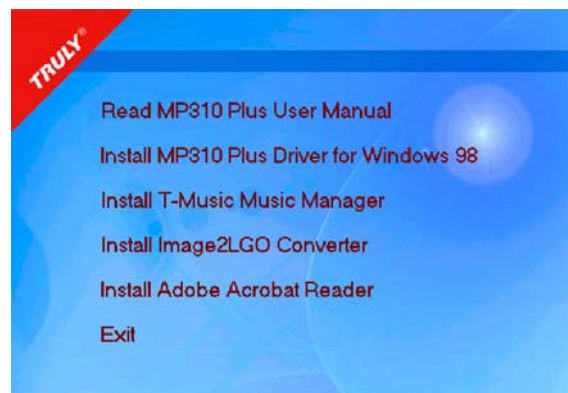 TRULY®
Read MP310 Plus User Manual
Install MP310 Plus Driver for Windows 98
Install T-Music Music Manager
Install Image2LGO Converter
Install Adobe Acrobat Reader
Exit